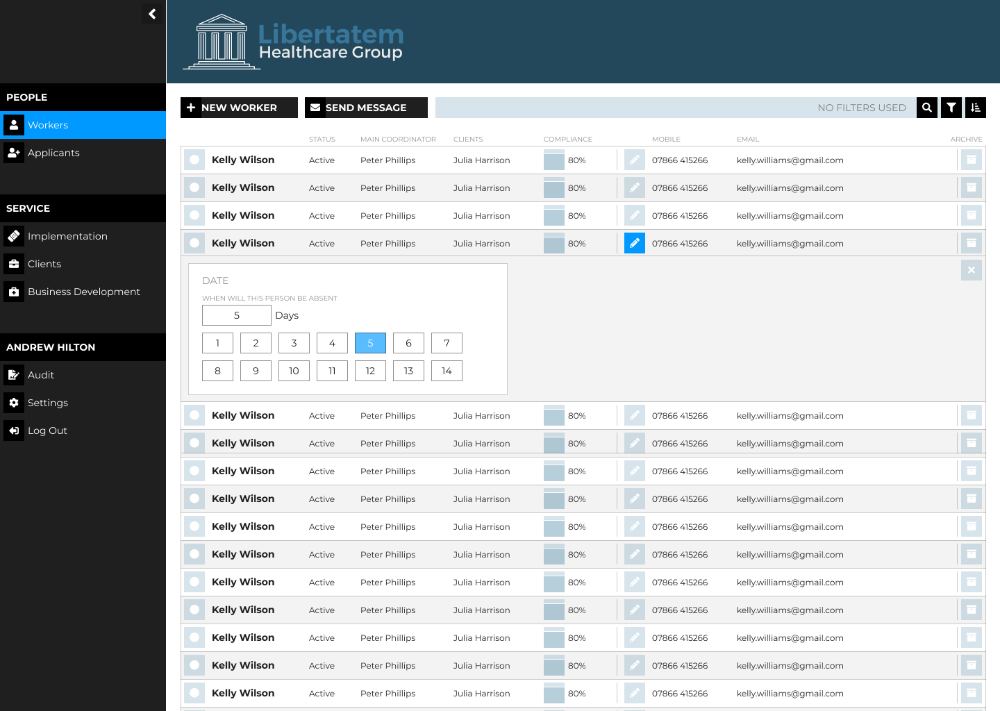 Libertatem
Healthcare Group
PEOPLE
Workers
Applicants
SERVICE
Implementation
Clients
Business Development
ANDREW HILTON
Audit
Settings
Log Out
NEW WORKER SEND MESSAGE NO FILTERS USED
STATUS MAIN COORDINATOR CLIENTS COMPLIANCE MOBILE EMAIL ARCHIVE
Kelly Wilson Active Peter Phillips Julia Harrison 80% 07866 415266 kelly.williams@gmail.com
Kelly Wilson Active Peter Phillips Julia Harrison 80% 07866 415266 kelly.williams@gmail.com
Kelly Wilson Active Peter Phillips Julia Harrison 80% 07866 415266 kelly.williams@gmail.com
Kelly Wilson Active Peter Phillips Julia Harrison 80% 07866 415266 kelly.williams@gmail.com
DATE
WHEN WILL THIS PERSON BE ABSENT
5 Days
1 2 3 4 5 6 7
8 9 10 11 12 13 14
Kelly Wilson Active Peter Phillips Julia Harrison 80% 07866 415266 kelly.williams@gmail.com
Kelly Wilson Active Peter Phillips Julia Harrison 80% 07866 415266 kelly.williams@gmail.com
Kelly Wilson Active Peter Phillips Julia Harrison 80% 07866 415266 kelly.williams@gmail.com
Kelly Wilson Active Peter Phillips Julia Harrison 80% 07866 415266 kelly.williams@gmail.com
Kelly Wilson Active Peter Phillips Julia Harrison 80% 07866 415266 kelly.williams@gmail.com
Kelly Wilson Active Peter Phillips Julia Harrison 80% 07866 415266 kelly.williams@gmail.com
Kelly Wilson Active Peter Phillips Julia Harrison 80% 07866 415266 kelly.williams@gmail.com
Kelly Wilson Active Peter Phillips Julia Harrison 80% 07866 415266 kelly.williams@gmail.com
Kelly Wilson Active Peter Phillips Julia Harrison 80% 07866 415266 kelly.williams@gmail.com
Kelly Wilson Active Peter Phillips Julia Harrison 80% 07866 415266 kelly.williams@gmail.com
Kelly Wilson Active Peter Phillips Julia Harrison 80% 07866 415266 kelly.williams@gmail.com